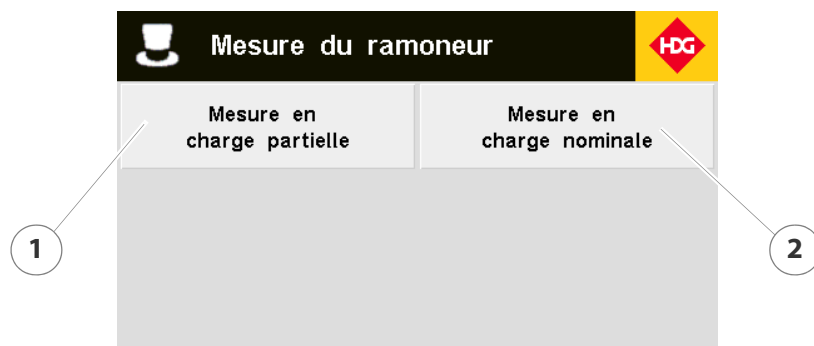 Mesure du ramoneur
HDG
Mesure en
charge partielle
Mesure en
charge nominale
1
2